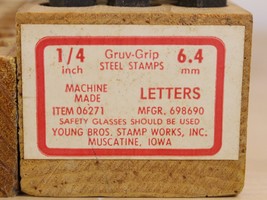 1/4 inch Gruv-Grip STEEL STAMPS 6.4 mm
MACHINE MADE LETTERS
ITEM 06271 MFGR. 698690
SAFETY GLASSES SHOULD BE USED
YOUNG BROS. STAMP WORKS, INC.
MUSCATINE, IOWA